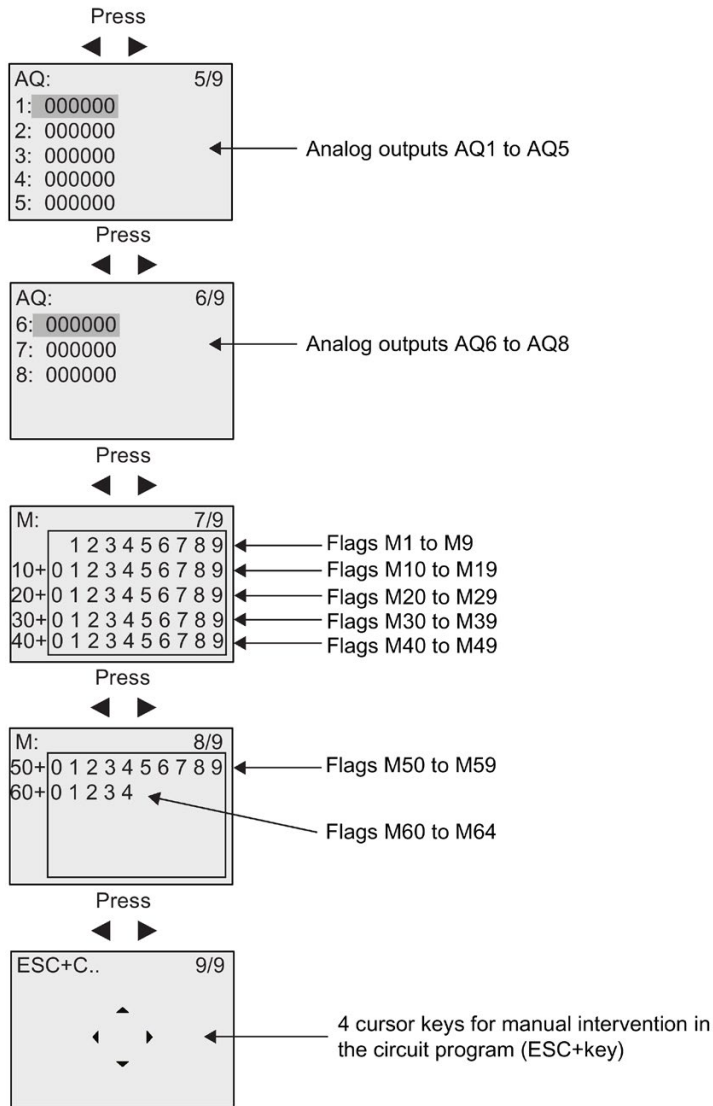 Press
◀ ▶
AQ: 5/9
1: 000000
2: 000000
3: 000000
4: 000000
5: 000000
Analog outputs AQ1 to AQ5
Press
◀ ▶
AQ: 6/9
6: 000000
7: 000000
8: 000000
Analog outputs AQ6 to AQ8
Press
◀ ▶
M: 7/9
1 2 3 4 5 6 7 8 9 Flags M1 to M9
10+0 1 2 3 4 5 6 7 8 9 Flags M10 to M19
20+0 1 2 3 4 5 6 7 8 9 Flags M20 to M29
30+0 1 2 3 4 5 6 7 8 9 Flags M30 to M39
40+0 1 2 3 4 5 6 7 8 9 Flags M40 to M49
Press
◀ ▶
M: 8/9
50+0 1 2 3 4 5 6 7 8 9 Flags M50 to M59
60+0 1 2 3 4
Flags M60 to M64
Press
◀ ▶
ESC+C.. 9/9
4 cursor keys for manual intervention in
the circuit program (ESC+key)